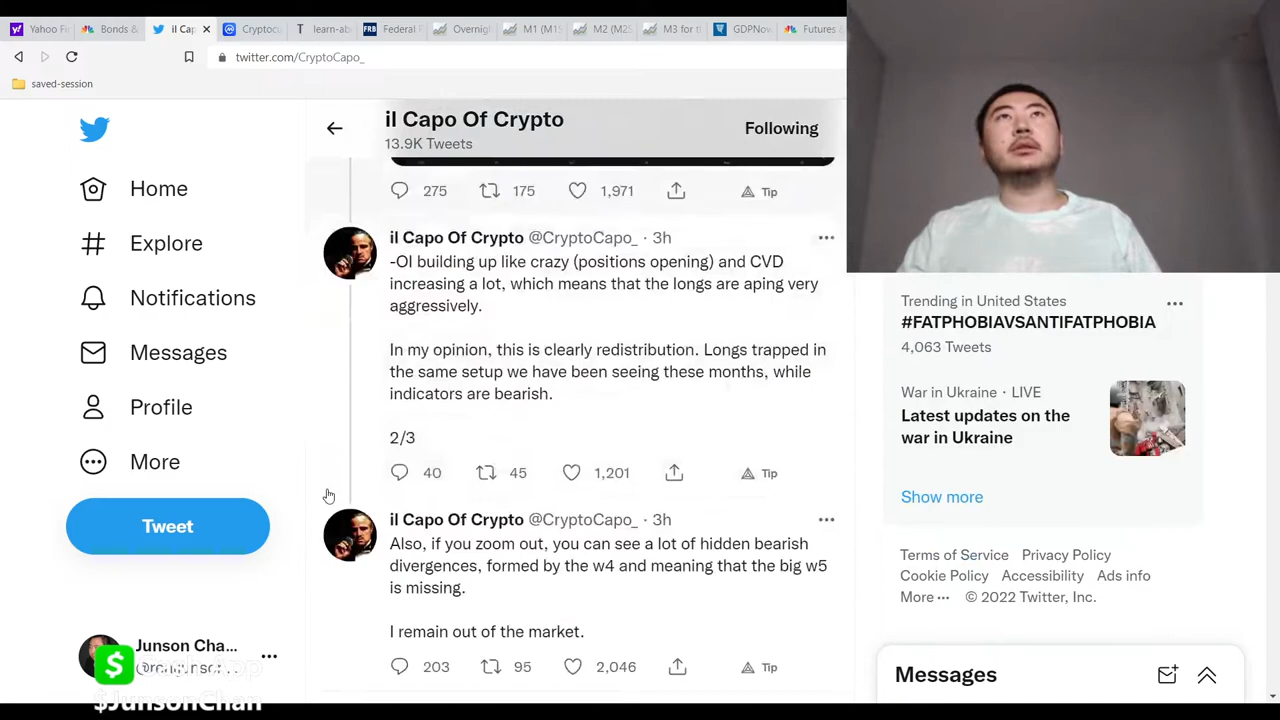 Yahoo Fi
Bonds &
il Cap
Cryptocu
learn-ab
Federal
Overnigh
M1 (M1S
M2 (M2S
M3 for t
GDPNow
Futures &
twitter.com/CryptoCapo_
saved-session
Home
Explore
Notifications
Messages
Profile
More
Tweet
Junson Cha...
Cash App
$JunsonChan
il Capo Of Crypto
13.9K Tweets
Following
275
175
1,971
Tip
il Capo Of Crypto @CryptoCapo_ · 3h
-OI building up like crazy (positions opening) and CVD
increasing a lot, which means that the longs are aping very
aggressively.
In my opinion, this is clearly redistribution. Longs trapped in
the same setup we have been seeing these months, while
indicators are bearish.
2/3
40
45
1,201
Tip
il Capo Of Crypto @CryptoCapo_ · 3h
Also, if you zoom out, you can see a lot of hidden bearish
divergences, formed by the w4 and meaning that the big w5
is missing.
I remain out of the market.
203
95
2,046
Tip
Trending in United States
#FATPHOBIAVSANTIFATPHOBIA
4,063 Tweets
War in Ukraine · LIVE
Latest updates on the
war in Ukraine
Show more
Terms of Service Privacy Policy
Cookie Policy Accessibility Ads info
More ··· © 2022 Twitter, Inc.
Messages